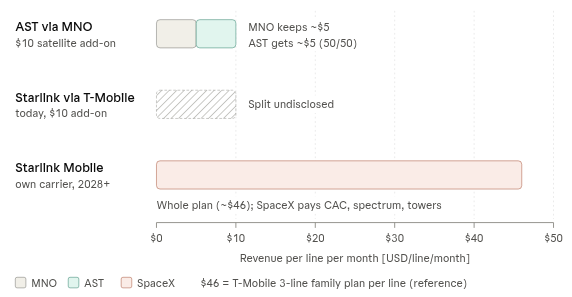 AST via MNO
$10 satellite add-on
MNO keeps ~$5
AST gets ~$5 (50/50)
Starlink via T-Mobile
today, $10 add-on
Split undisclosed
Starlink Mobile
own carrier, 2028+
Whole plan (~$46); SpaceX pays CAC, spectrum, towers
$0 $10 $20 $30 $40 $50
Revenue per line per month [USD/line/month]
MNO AST SpaceX $46 = T-Mobile 3-line family plan per line (reference)